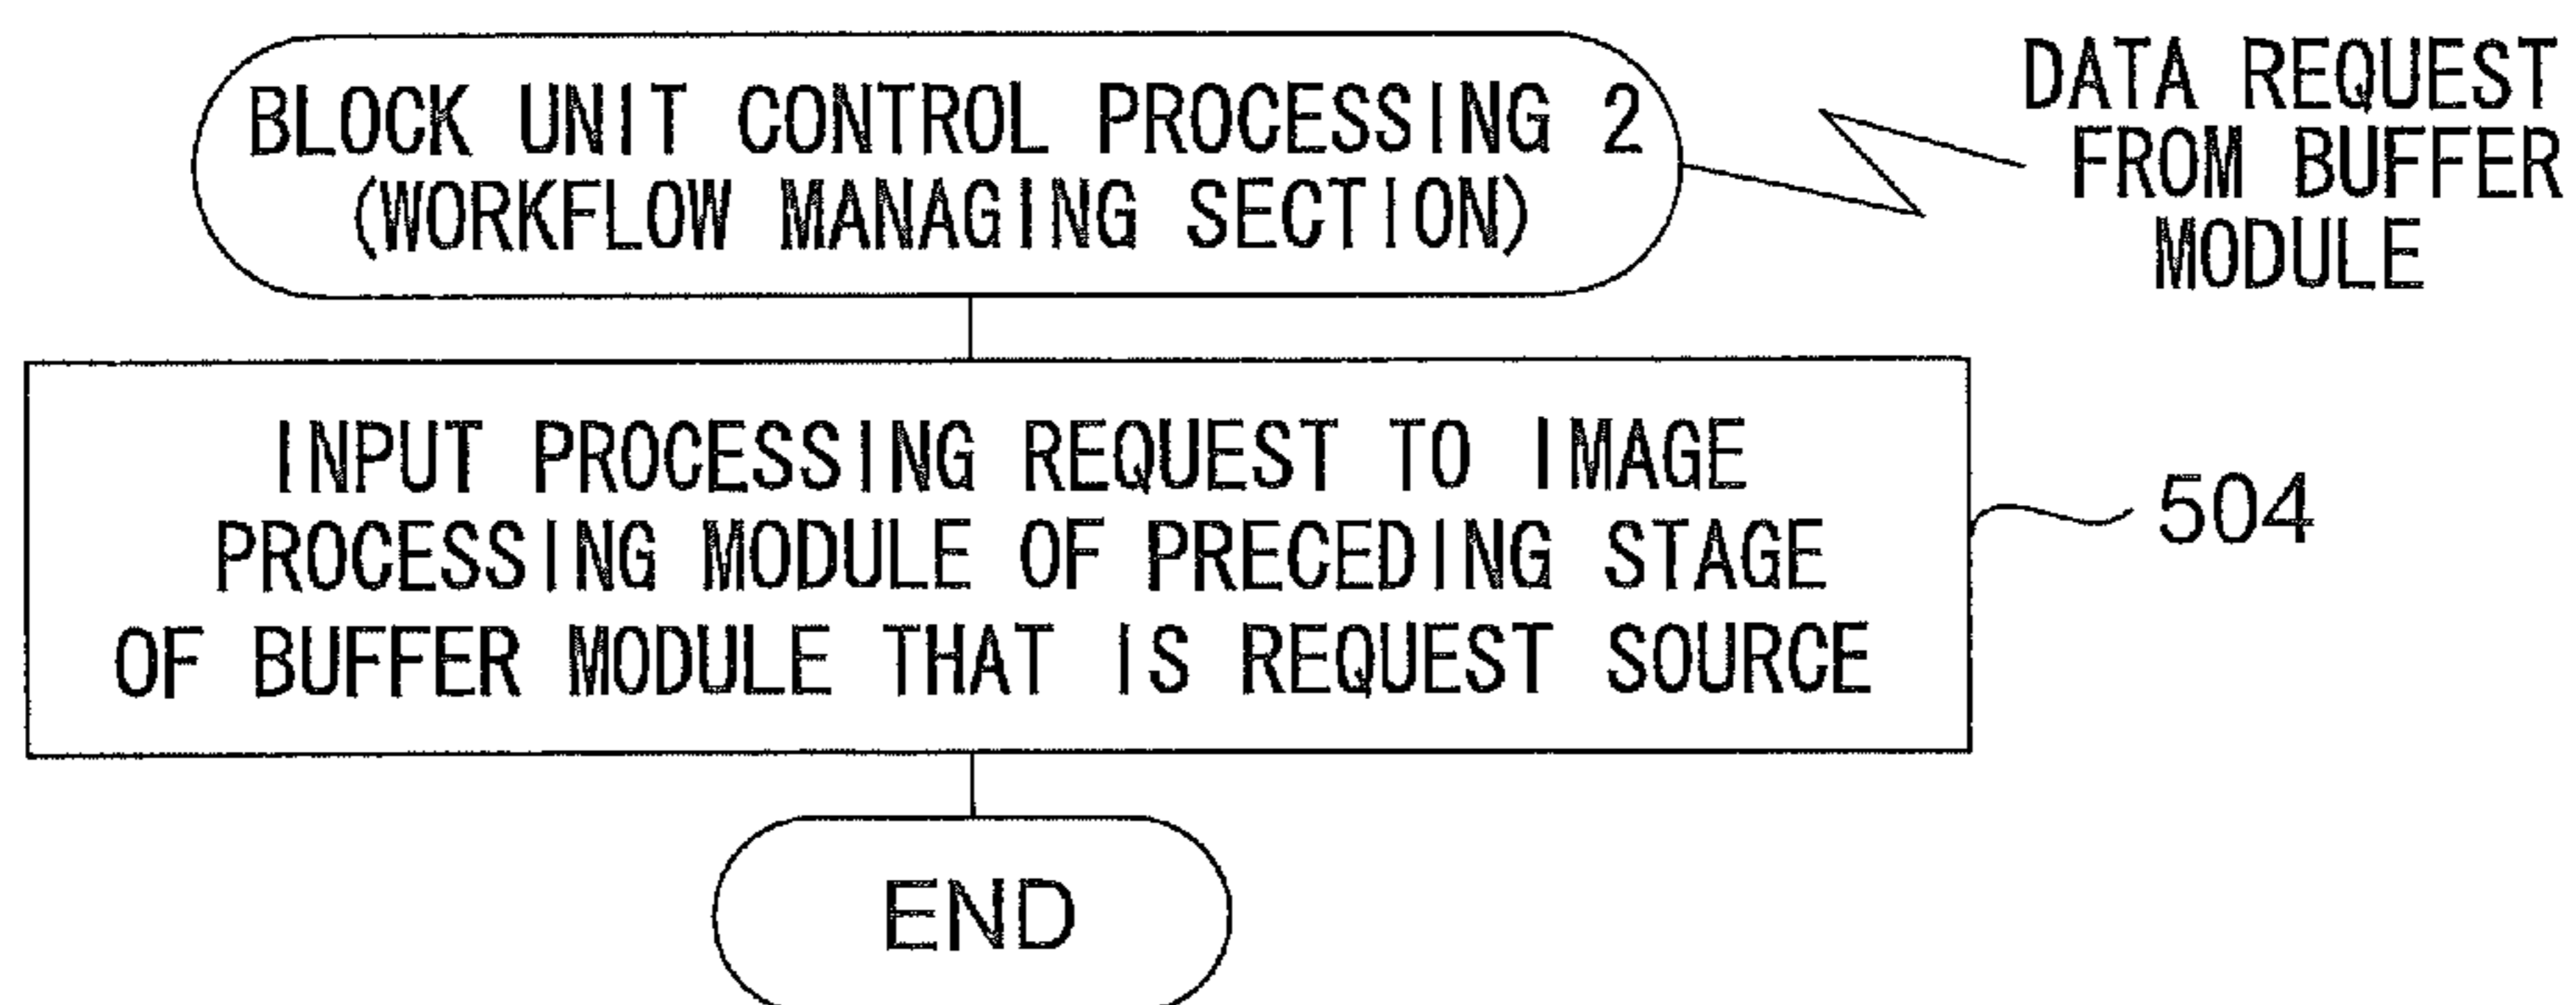 BLOCK UNIT CONTROL PROCESSING 2
(WORKFLOW MANAGING SECTION)
DATA REQUEST
FROM BUFFER
MODULE
INPUT PROCESSING REQUEST TO IMAGE
PROCESSING MODULE OF PRECEDING STAGE
OF BUFFER MODULE THAT IS REQUEST SOURCE
504
END